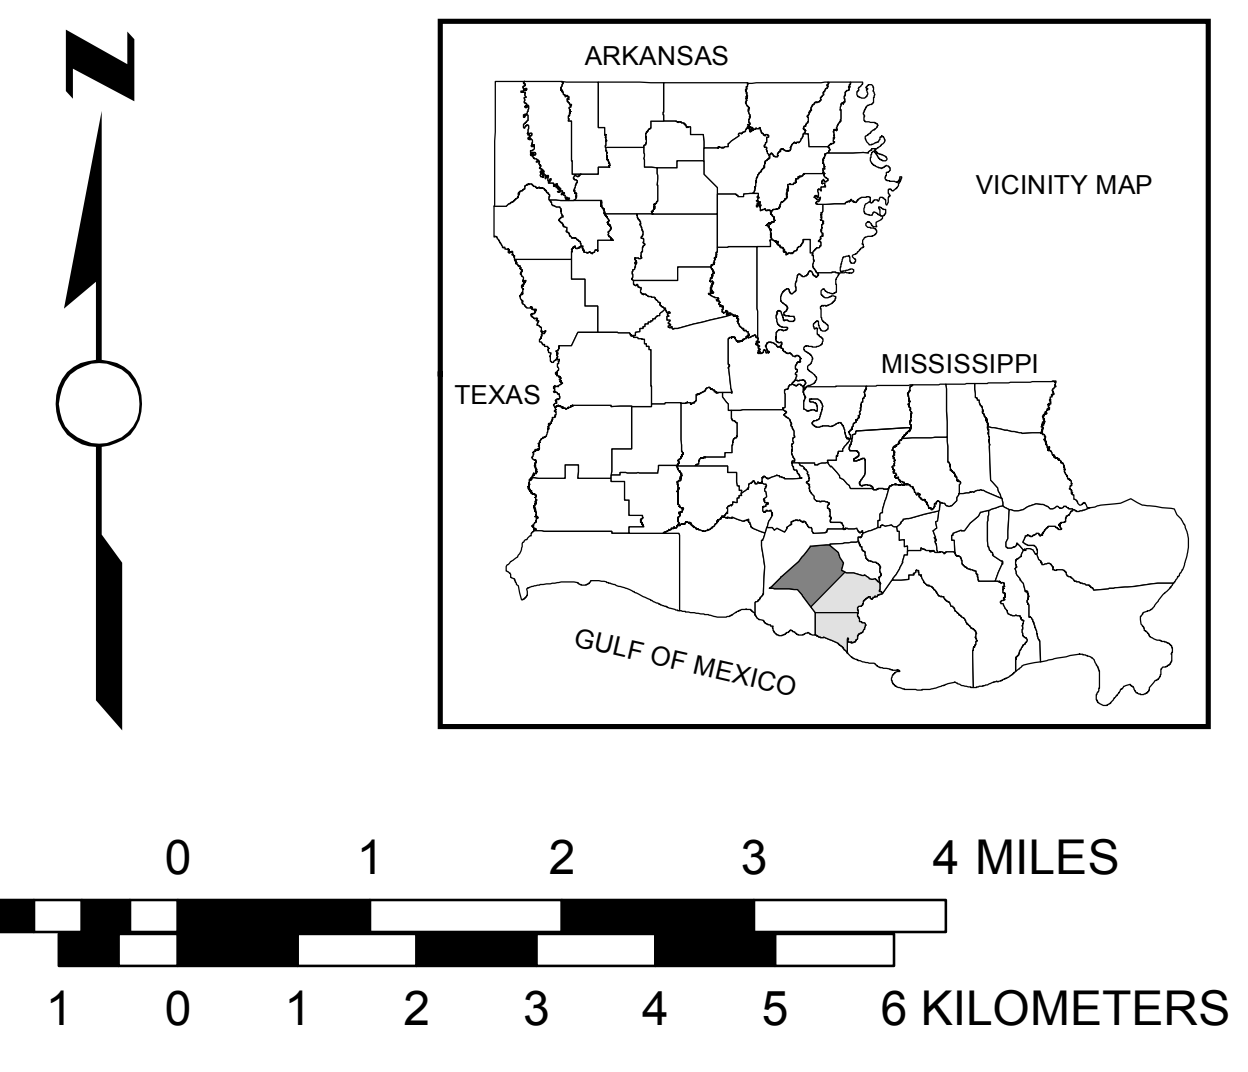 N
ARKANSAS
VICINITY MAP
MISSISSIPPI
TEXAS
GULF OF MEXICO
0 1 2 3 4 MILES
1 0 1 2 3 4 5 6 KILOMETERS